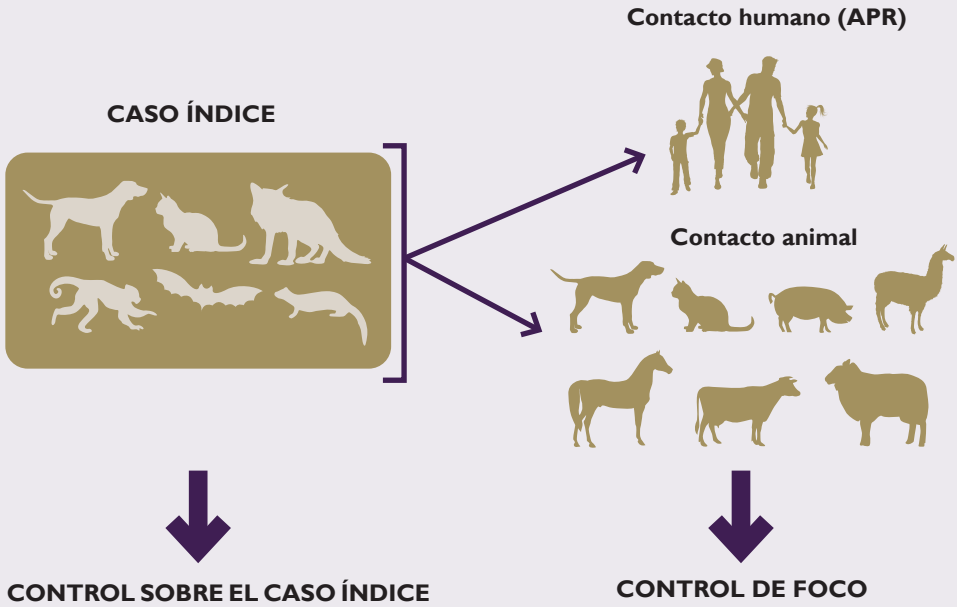 Contacto humano (APR)
CASO ÍNDICE
Contacto animal
CONTROL SOBRE EL CASO ÍNDICE
CONTROL DE FOCO